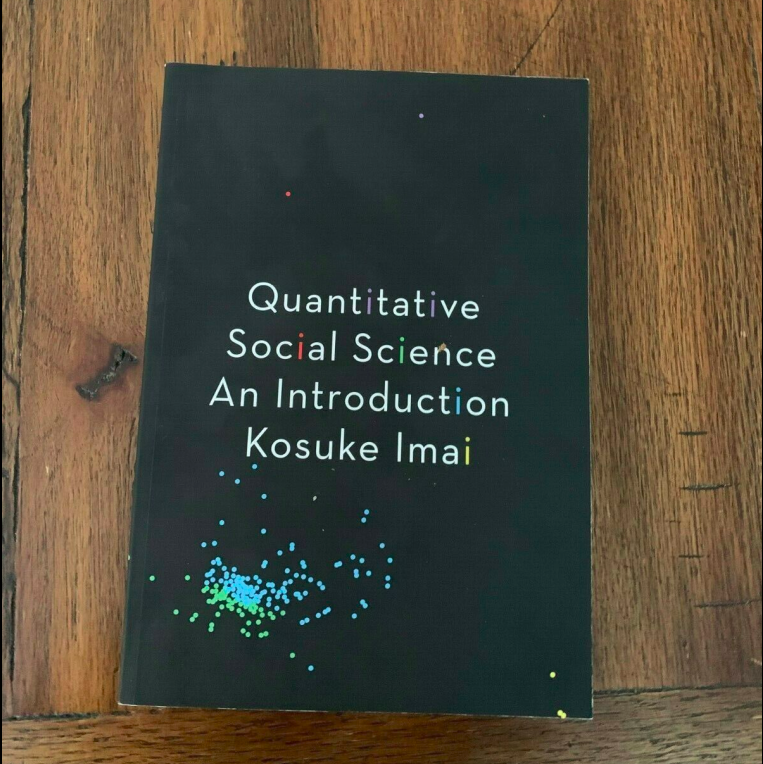 Quantitative
Social Science
An Introduction
Kosuke Imai